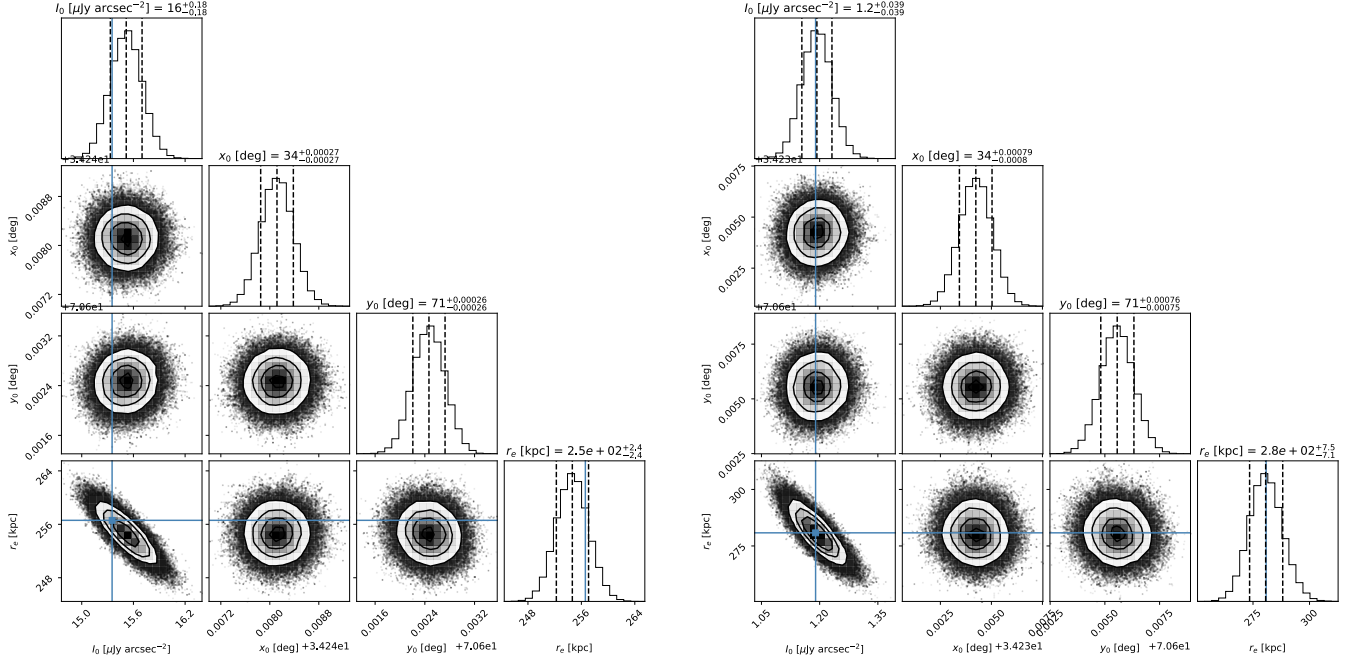 I₀ [μJy arcsec⁻²] = 16⁺⁰·¹⁸₋₀.₁₈
+3.424e1
x₀ [deg] = 34⁺⁰·⁰⁰⁰²⁷₋₀.₀₀₀₂₇
x₀ [deg]
0.0088
0.0080
0.0072
+7.06e1
y₀ [deg] = 71⁺⁰·⁰⁰⁰²⁶₋₀.₀₀₀₂₆
y₀ [deg]
0.0032
0.0024
0.0016
rₑ [kpc] = 2.5e + 02⁺²·⁴₋₂.₄
rₑ [kpc]
264
256
248
15.0 15.6 16.2 0.0072 0.0080 0.0088 0.0016 0.0024 0.0032 248 256 264
I₀ [μJy arcsec⁻²] x₀ [deg] +3.424e1 y₀ [deg] +7.06e1 rₑ [kpc]
I₀ [μJy arcsec⁻²] = 1.2⁺⁰·⁰³⁹₋₀.₀₃₉
+3.423e1
x₀ [deg] = 34⁺⁰·⁰⁰⁰⁷⁹₋₀.₀₀₀₈
x₀ [deg]
0.0075
0.0050
0.0025
+7.06e1
y₀ [deg] = 71⁺⁰·⁰⁰⁰⁷⁶₋₀.₀₀₀₇₅
y₀ [deg]
0.0075
0.0050
0.0025
rₑ [kpc] = 2.8e + 02⁺⁷·⁵₋₇.₁
rₑ [kpc]
300
275
1.05 1.20 1.35 0.0025 0.0050 0.0075 0.0025 0.0050 0.0075 275 300
I₀ [μJy arcsec⁻²] x₀ [deg] +3.423e1 y₀ [deg] +7.06e1 rₑ [kpc]